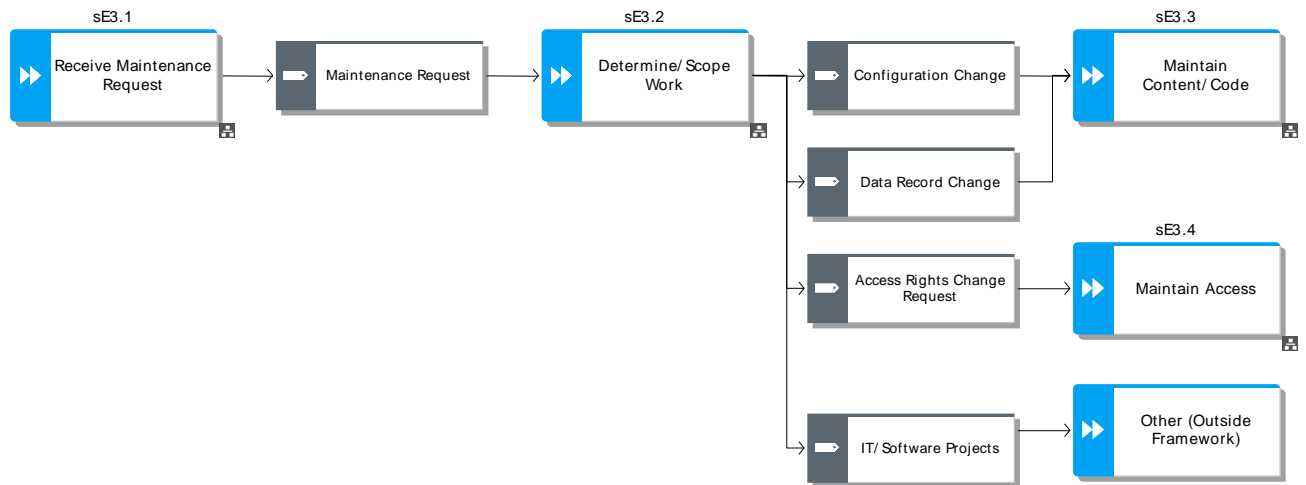 sE3.1
Receive Maintenance
Request
Maintenance Request
sE3.2
Determine/Scope
Work
Configuration Change
sE3.3
Maintain
Content/Code
Data Record Change
Access Rights Change
Request
sE3.4
Maintain Access
IT/Software Projects
Other (Outside
Framework)